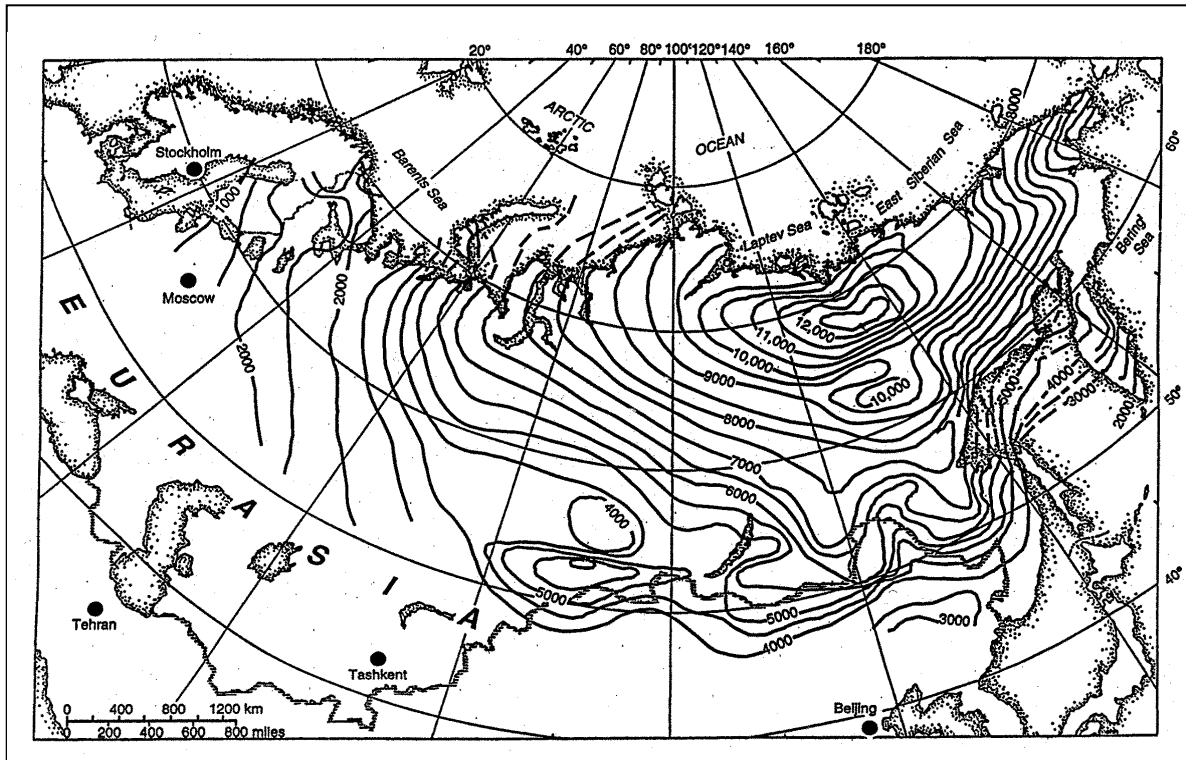 20° 40° 60° 80° 100° 120° 140° 160° 180°
ARCTIC
OCEAN
Barents Sea
Laptev Sea
East Siberian Sea
Bering Sea
60°
50°
40°
Stockholm
Moscow
Tehran
Tashkent
Beijing
EURASIA
1000
2000
2000
8000
12,000
11,000
10,000
10,000
9000
8000
7000
6000
5000
4000
3000
2000
4000
5000
5000
4000
3000
0 400 800 1200 km
0 200 400 600 800 miles